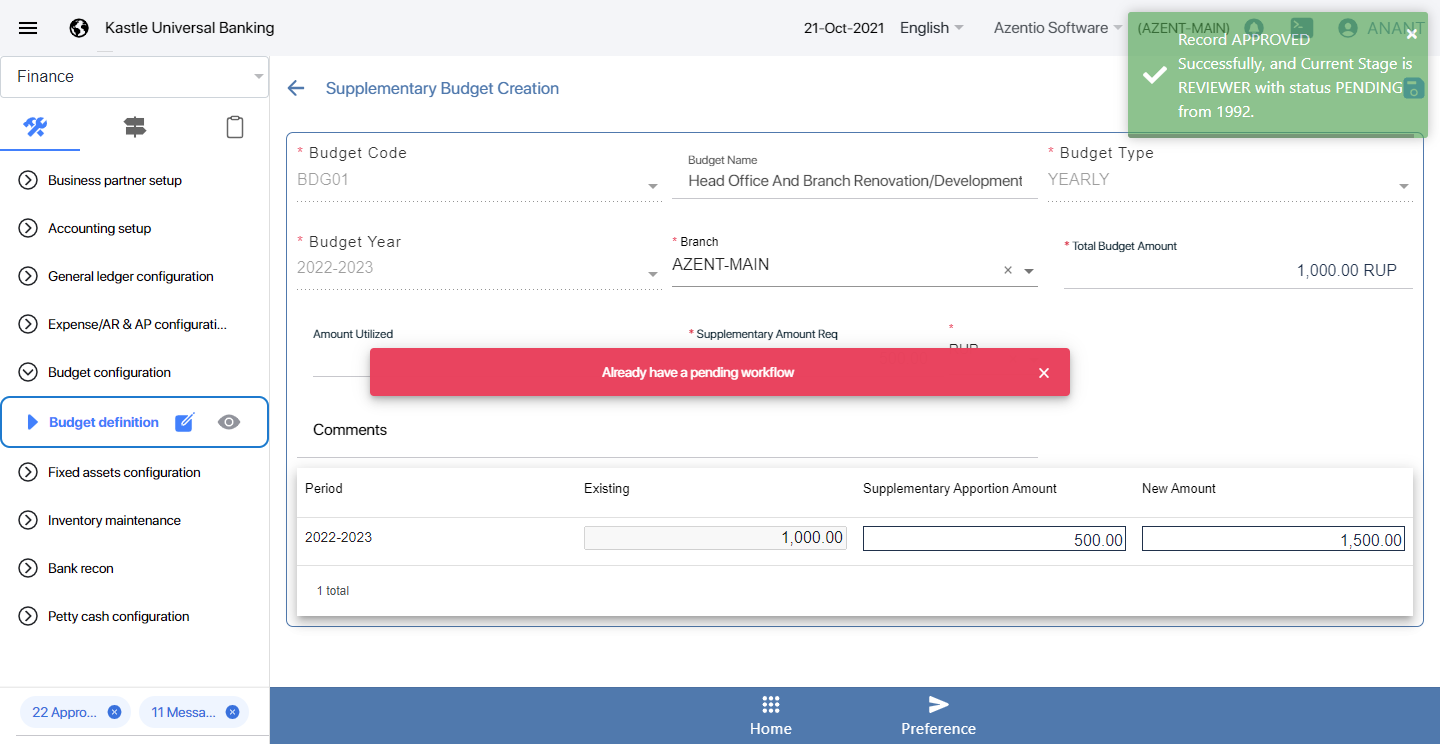 Kastle Universal Banking
21-Oct-2021
English
Azentio Software
(AZENT-MAIN)
ANANT
Record APPROVED
Successfully, and Current Stage is
REVIEWER with status PENDING
from 1992.
Finance
Supplementary Budget Creation
Business partner setup
Accounting setup
General ledger configuration
Expense/AR & AP configurati...
Budget configuration
Budget definition
Fixed assets configuration
Inventory maintenance
Bank recon
Petty cash configuration
22 Appro...
11 Messa...
* Budget Code
BDG01
Budget Name
Head Office And Branch Renovation/Development
* Budget Type
YEARLY
* Budget Year
2022-2023
* Branch
AZENT-MAIN
* Total Budget Amount
1,000.00 RUP
Amount Utilized
* Supplementary Amount Req
*
RUP
Already have a pending workflow
Comments
Period Existing Supplementary Apportion Amount New Amount
2022-2023 1,000.00 500.00 1,500.00
1 total
Home
Preference